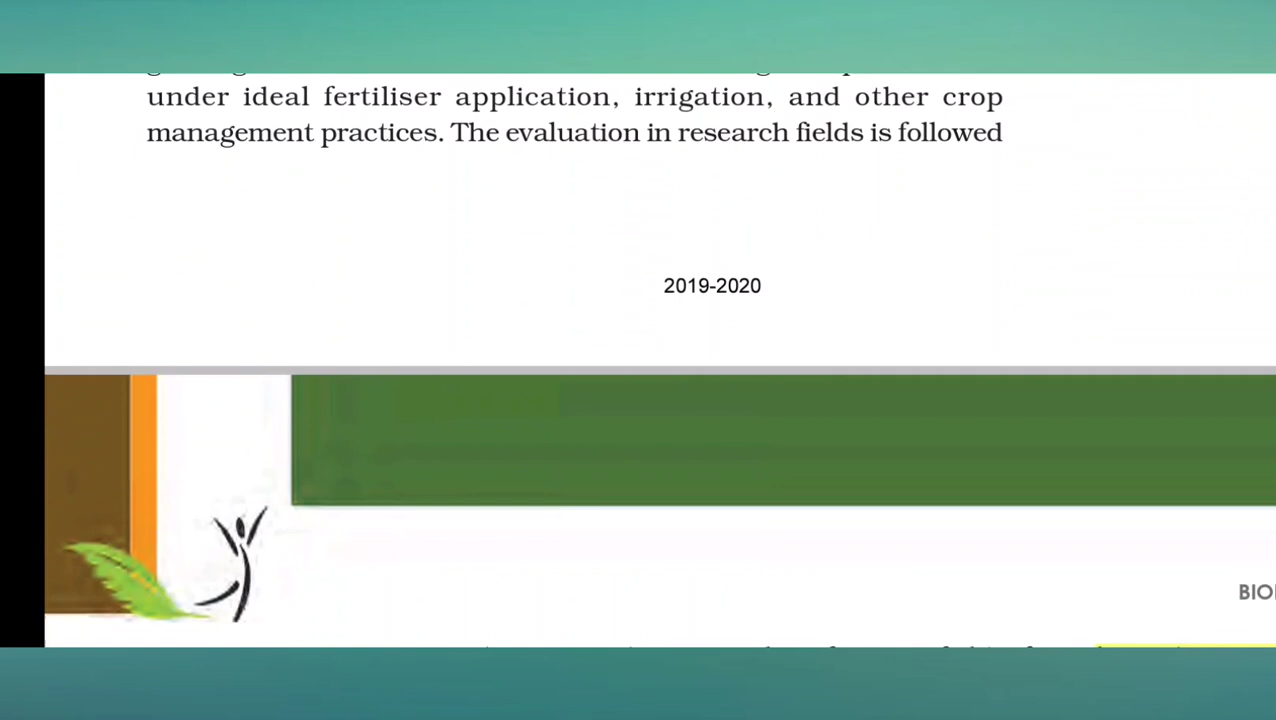 under ideal fertiliser application, irrigation, and other crop
management practices. The evaluation in research fields is followed
2019-2020